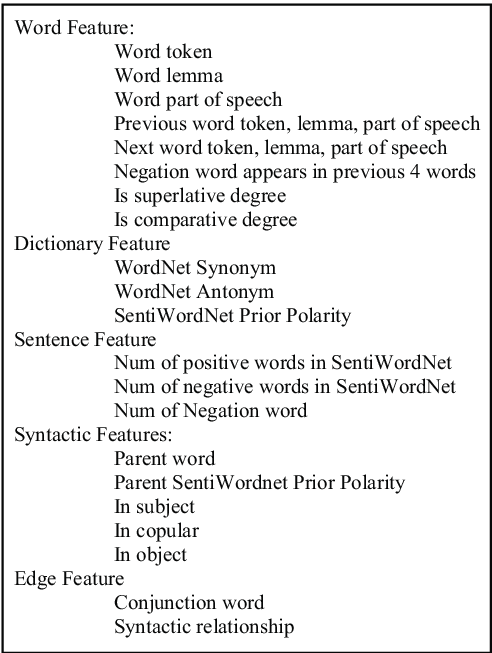 Word Feature:
Word token
Word lemma
Word part of speech
Previous word token, lemma, part of speech
Next word token, lemma, part of speech
Negation word appears in previous 4 words
Is superlative degree
Is comparative degree
Dictionary Feature
WordNet Synonym
WordNet Antonym
SentiWordNet Prior Polarity
Sentence Feature
Num of positive words in SentiWordNet
Num of negative words in SentiWordNet
Num of Negation word
Syntactic Features:
Parent word
Parent SentiWordnet Prior Polarity
In subject
In copular
In object
Edge Feature
Conjunction word
Syntactic relationship